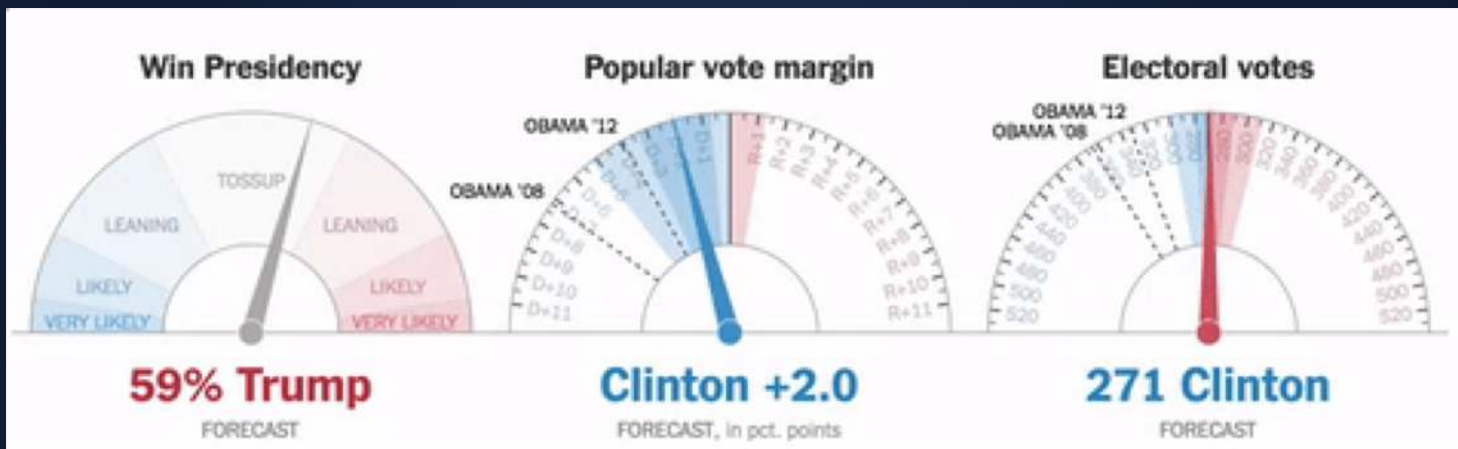 Win Presidency
TOSSUP
LEANING
LEANING
LIKELY
LIKELY
VERY LIKELY
VERY LIKELY
59% Trump
FORECAST
Popular vote margin
OBAMA '12
OBAMA '08
D+1
D+8
D+9
D+10
D+11
R+1
R+2
R+3
R+4
R+5
R+6
R+7
R+8
R+9
R+10
R+11
Clinton +2.0
FORECAST, in pct. points
Electoral votes
OBAMA '12
OBAMA '08
480
500
520
300
320
340
360
380
400
420
440
460
480
500
520
271 Clinton
FORECAST